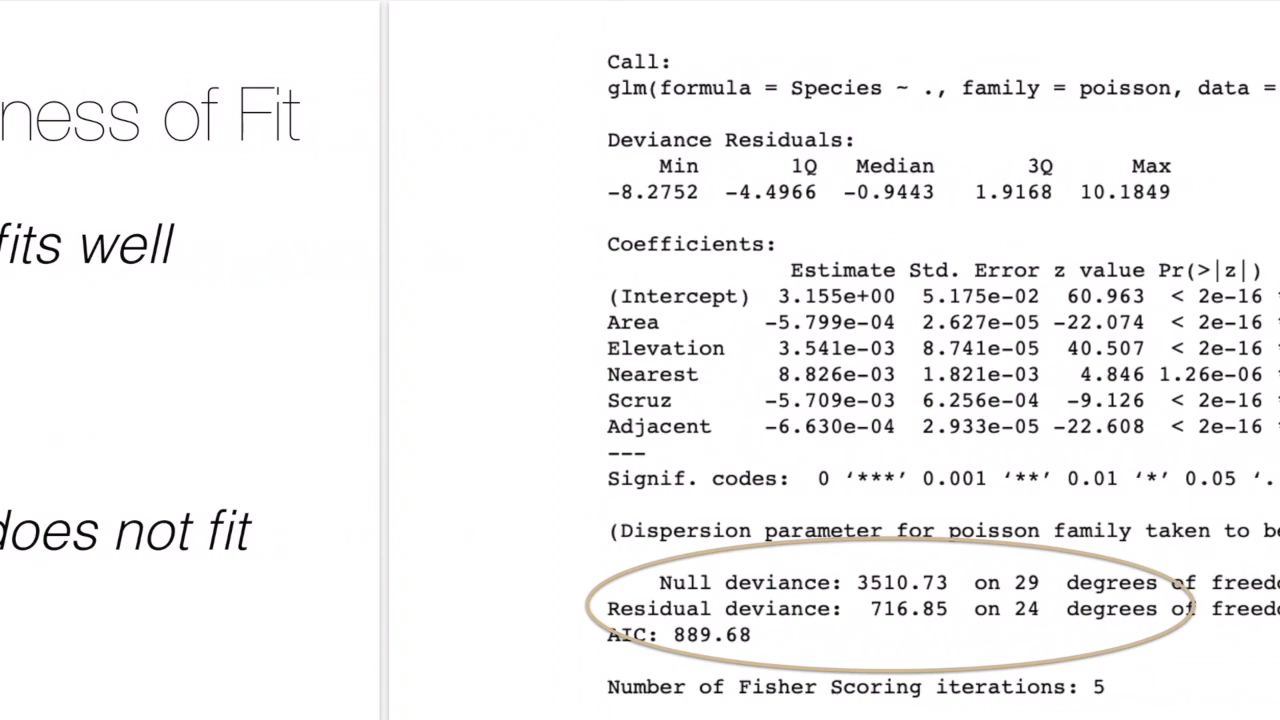 ness of Fit
fits well
does not fit
Call:
glm(formula = Species ~ ., family = poisson, data =
Deviance Residuals:
Min 1Q Median 3Q Max
-8.2752 -4.4966 -0.9443 1.9168 10.1849
Coefficients:
Estimate Std. Error z value Pr(>|z|)
(Intercept) 3.155e+00 5.175e-02 60.963 < 2e-16
Area -5.799e-04 2.627e-05 -22.074 < 2e-16
Elevation 3.541e-03 8.741e-05 40.507 < 2e-16
Nearest 8.826e-03 1.821e-03 4.846 1.26e-06
Scruz -5.709e-03 6.256e-04 -9.126 < 2e-16
Adjacent -6.630e-04 2.933e-05 -22.608 < 2e-16
---
Signif. codes: 0 ‘***’ 0.001 ‘**’ 0.01 ‘*’ 0.05 ‘.
(Dispersion parameter for poisson family taken to be
Null deviance: 3510.73 on 29 degrees of freedo
Residual deviance: 716.85 on 24 degrees of freedo
AIC: 889.68
Number of Fisher Scoring iterations: 5